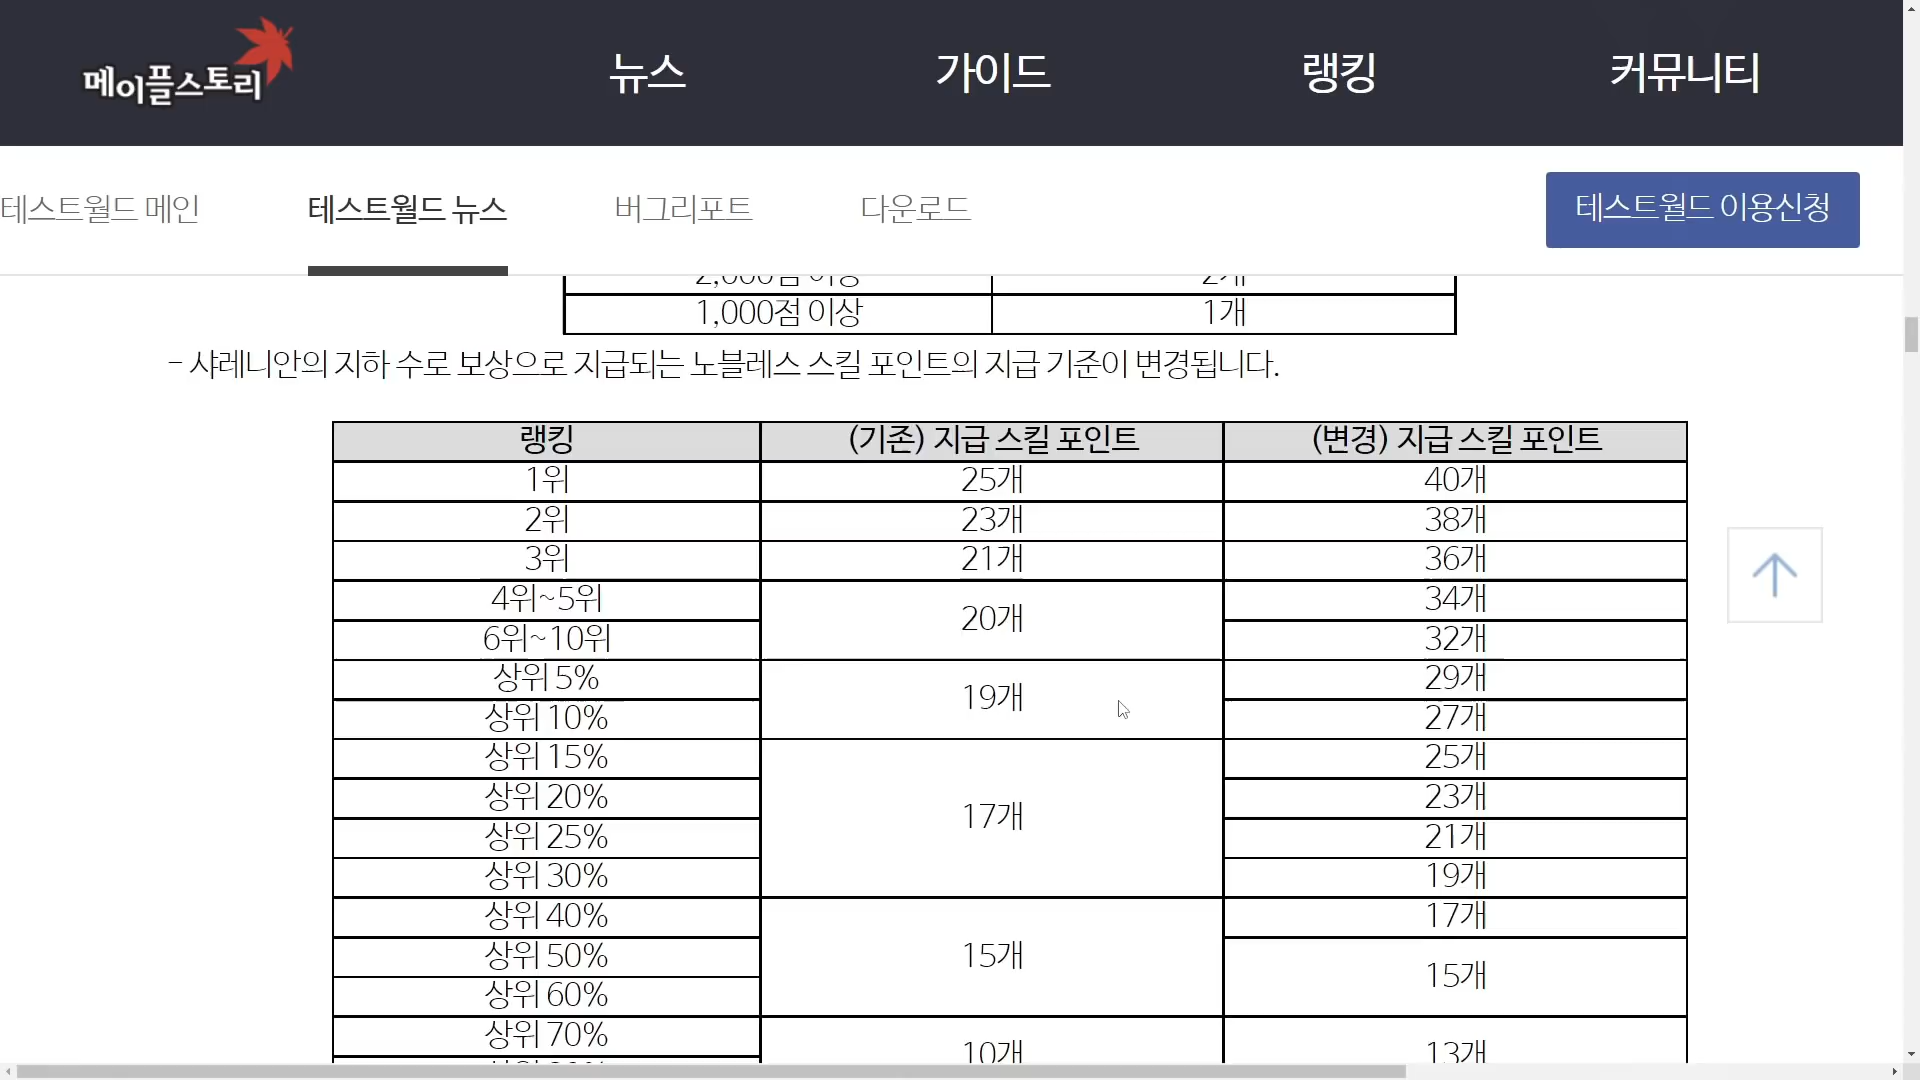 메이플스토리
뉴스 가이드 랭킹 커뮤니티
테스트월드 메인 테스트월드 뉴스 버그리포트 다운로드 테스트월드 이용신청
2,000점 이상 2개
1,000점 이상 1개
- 샤레니안의 지하 수로 보상으로 지급되는 노블레스 스킬 포인트의 지급 기준이 변경됩니다.
랭킹 (기존) 지급 스킬 포인트 (변경) 지급 스킬 포인트
1위 25개 40개
2위 23개 38개
3위 21개 36개
4위~5위 20개 34개
6위~10위 32개
상위 5% 19개 29개
상위 10% 27개
상위 15% 17개 25개
상위 20% 23개
상위 25% 21개
상위 30% 19개
상위 40% 15개 17개
상위 50% 15개
상위 60%
상위 70% 10개 13개